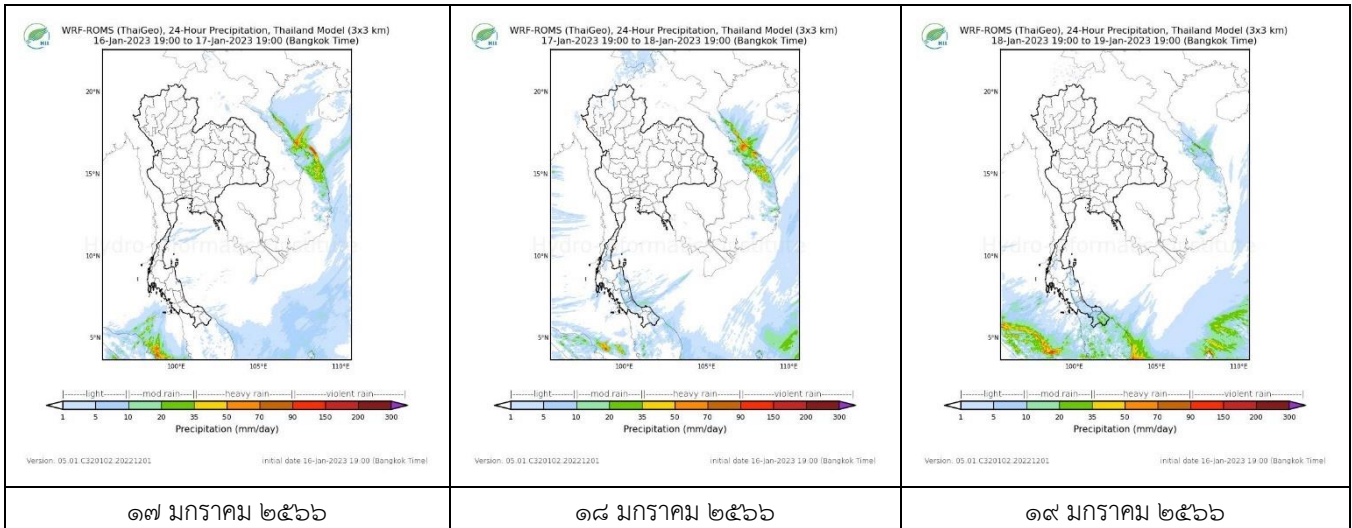 WRF-ROMS (ThaiGeo), 24-Hour Precipitation, Thailand Model (3x3 km)
16-Jan-2023 19:00 to 17-Jan-2023 19:00 (Bangkok Time)
HII
20°N
15°N
10°N
5°N
100°E 105°E 110°E
Hydro-Informatics Institute
|-------light-------||---mod rain---||-------heavy rain-------||-------violent rain-------|
1 5 10 20 35 50 70 90 150 200 300
Precipitation (mm/day)
Version: 05.01.C320102.20221201 initial date 16-Jan-2023 19:00 (Bangkok Time)
๑๗ มกราคม ๒๕๖๖
WRF-ROMS (ThaiGeo), 24-Hour Precipitation, Thailand Model (3x3 km)
17-Jan-2023 19:00 to 18-Jan-2023 19:00 (Bangkok Time)
HII
20°N
15°N
10°N
5°N
100°E 105°E 110°E
Hydro-Informatics Institute
|-------light-------||---mod rain---||-------heavy rain-------||-------violent rain-------|
1 5 10 20 35 50 70 90 150 200 300
Precipitation (mm/day)
Version: 05.01.C320102.20221201 initial date 16-Jan-2023 19:00 (Bangkok Time)
๑๘ มกราคม ๒๕๖๖
WRF-ROMS (ThaiGeo), 24-Hour Precipitation, Thailand Model (3x3 km)
18-Jan-2023 19:00 to 19-Jan-2023 19:00 (Bangkok Time)
HII
20°N
15°N
10°N
5°N
100°E 105°E 110°E
Hydro-Informatics Institute
|-------light-------||---mod rain---||-------heavy rain-------||-------violent rain-------|
1 5 10 20 35 50 70 90 150 200 300
Precipitation (mm/day)
Version: 05.01.C320102.20221201 initial date 16-Jan-2023 19:00 (Bangkok Time)
๑๙ มกราคม ๒๕๖๖